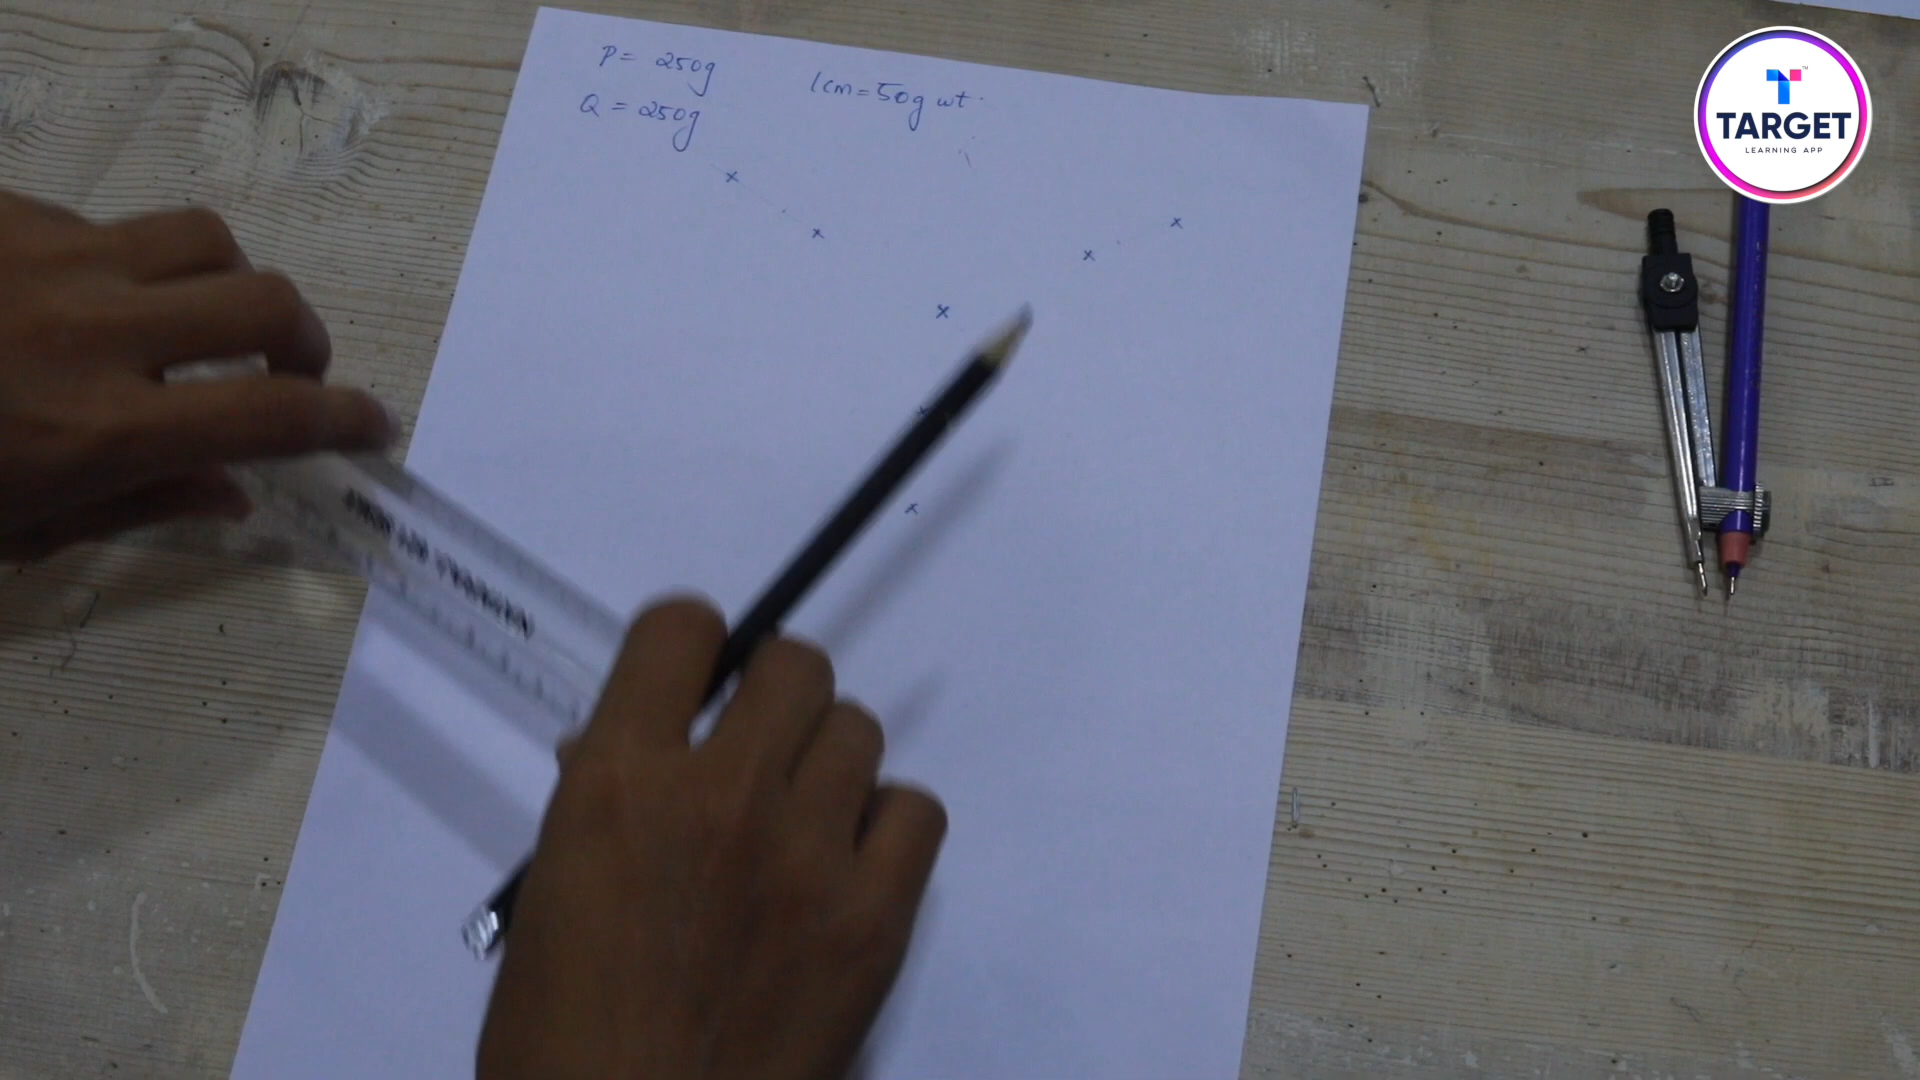 P = 250g
Q = 250g
1cm = 50g wt.
TARGET
LEARNING APP